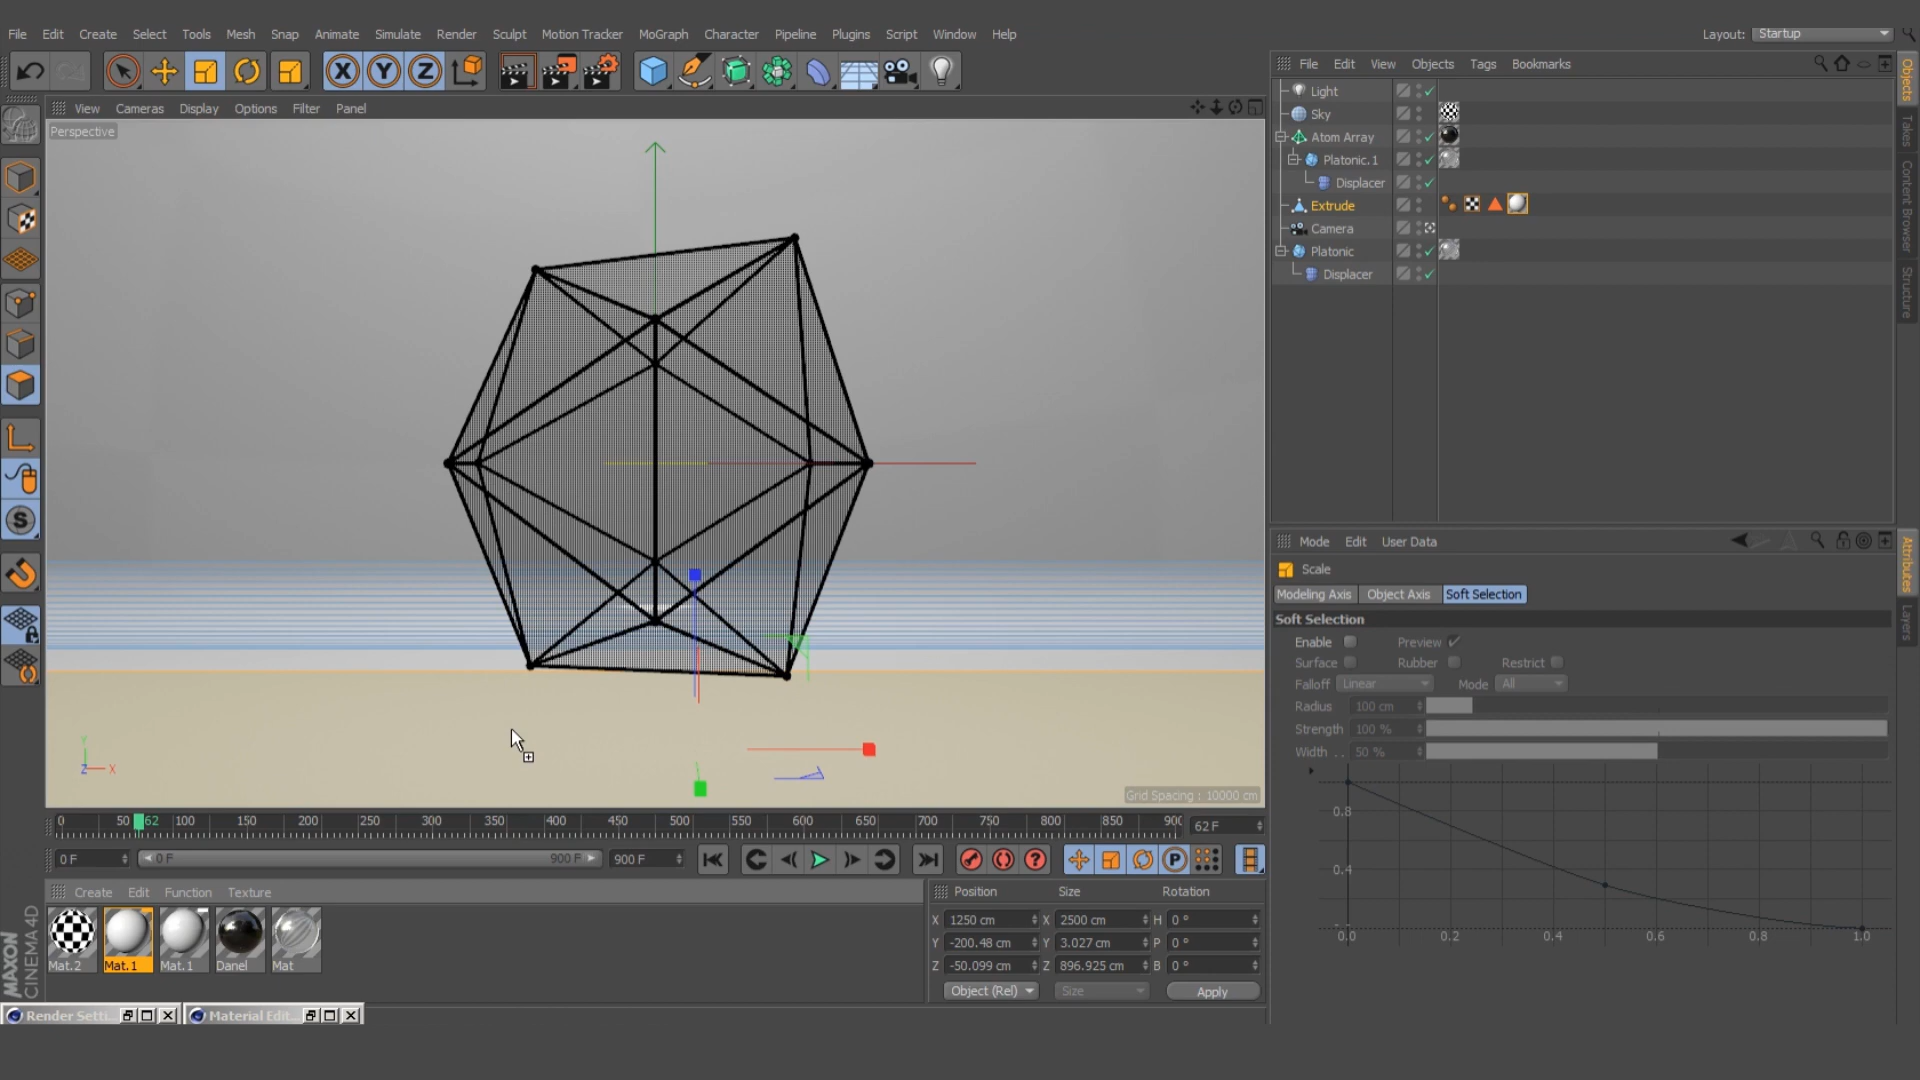 File Edit Create Select Tools Mesh Snap Animate Simulate Render Sculpt Motion Tracker MoGraph Character Pipeline Plugins Script Window Help
Layout: Startup
File Edit View Objects Tags Bookmarks
View Cameras Display Options Filter Panel
Perspective
Light
Sky
Atom Array
Platonic.1
Displacer
Extrude
Camera
Platonic
Displacer
Objects
Takes
Content Browser
Structure
Mode Edit User Data
Scale
Modeling Axis Object Axis Soft Selection
Soft Selection
Enable Preview
Surface Rubber Restrict
Falloff Linear Mode All
Radius 100 cm
Strength 100 %
Width . . 50 %
0.8
0.4
0.0 0.2 0.4 0.6 0.8 1.0
Attributes
Layers
Y
Z X
Grid Spacing : 10000 cm
0 50 62 100 150 200 250 300 350 400 450 500 550 600 650 700 750 800 850 900
62 F
0 F 0 F 900 F 900 F
Create Edit Function Texture
Mat.2 Mat.1 Mat.1 Danel Mat
Position Size Rotation
X 1250 cm X 2500 cm H 0 °
Y -200.48 cm Y 3.027 cm P 0 °
Z -50.099 cm Z 896.925 cm B 0 °
Object (Rel) Size Apply
MAXON
CINEMA 4D
Render Setti... Material Edit...